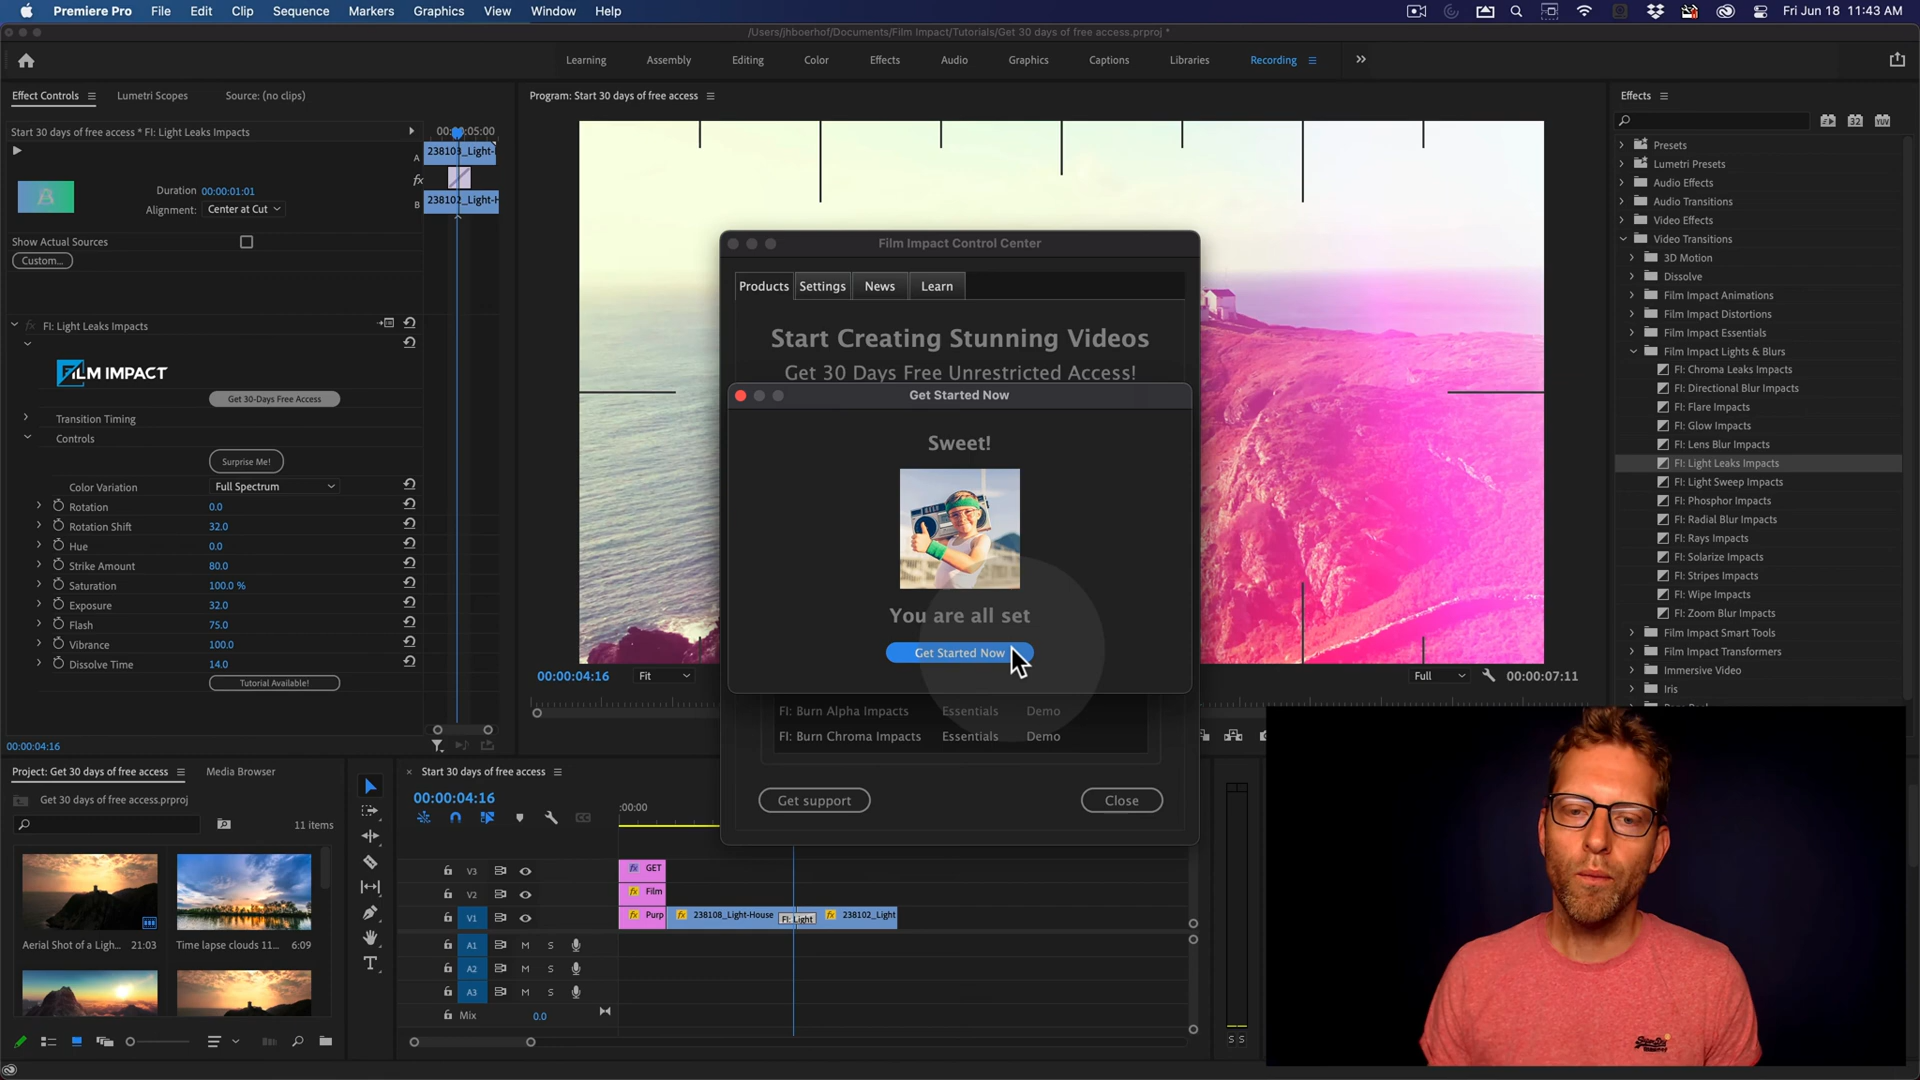 Premiere Pro File Edit Clip Sequence Markers Graphics View Window Help
Fri Jun 18 11:43 AM
/Users/jhboerhof/Documents/Film Impact/Tutorials/Get 30 days of free access.prproj *
Learning Assembly Editing Color Effects Audio Graphics Captions Libraries Recording
Effect Controls
Lumetri Scopes
Source: (no clips)
Start 30 days of free access * FI: Light Leaks Impacts
Duration 00:00:01:01
Alignment: Center at Cut
Show Actual Sources
Custom...
A
fx
B
FI: Light Leaks Impacts
FILM IMPACT
Get 30-Days Free Access
Transition Timing
Controls
Surprise Me!
Color Variation Full Spectrum
Rotation 0.0
Rotation Shift 32.0
Hue 0.0
Strike Amount 80.0
Saturation 100.0 %
Exposure 32.0
Flash 75.0
Vibrance 100.0
Dissolve Time 14.0
Tutorial Available!
00:00:04:16
Program: Start 30 days of free access
00:00:04:16
Fit
Full
00:00:07:11
Film Impact Control Center
Products Settings News Learn
Start Creating Stunning Videos
Get 30 Days Free Unrestricted Access!
Get Started Now
Sweet!
You are all set
Get Started Now
FI: Burn Alpha Impacts Essentials Demo
FI: Burn Chroma Impacts Essentials Demo
Get support
Close
Effects
Presets
Lumetri Presets
Audio Effects
Audio Transitions
Video Effects
Video Transitions
3D Motion
Dissolve
Film Impact Animations
Film Impact Distortions
Film Impact Essentials
Film Impact Lights & Blurs
FI: Chroma Leaks Impacts
FI: Directional Blur Impacts
FI: Flare Impacts
FI: Glow Impacts
FI: Lens Blur Impacts
FI: Light Leaks Impacts
FI: Light Sweep Impacts
FI: Phosphor Impacts
FI: Radial Blur Impacts
FI: Rays Impacts
FI: Solarize Impacts
FI: Stripes Impacts
FI: Wipe Impacts
FI: Zoom Blur Impacts
Film Impact Smart Tools
Film Impact Transformers
Immersive Video
Iris
Project: Get 30 days of free access
Media Browser
Get 30 days of free access.prproj
11 items
Aerial Shot of a Ligh... 21:03
Time lapse clouds 11... 6:09
Start 30 days of free access
00:00:04:16
:00:00
V3
V2
V1
A1 M S
A2 M S
A3 M S
Mix 0.0
fx GET
fx Film
fx Purp
fx 238108_Light-House
FI: Light
fx 238102_Light
S S